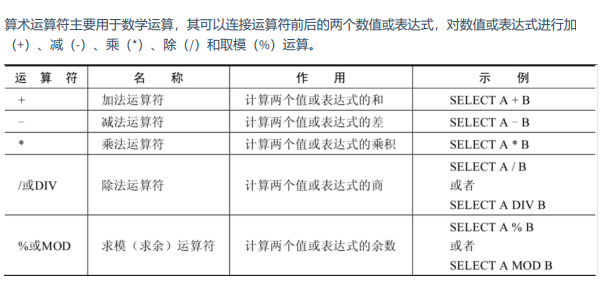 算术运算符主要用于数学运算，其可以连接运算符前后的两个数值或表达式，对数值或表达式进行加
（+）、减（-）、乘（*）、除（/）和取模（%）运算。
运 算 符 名 称 作 用 示 例
+ 加法运算符 计算两个值或表达式的和 SELECT A + B
− 减法运算符 计算两个值或表达式的差 SELECT A − B
* 乘法运算符 计算两个值或表达式的乘积 SELECT A * B
/或DIV 除法运算符 计算两个值或表达式的商 SELECT A / B
或者
SELECT A DIV B
%或MOD 求模（求余）运算符 计算两个值或表达式的余数 SELECT A % B
或者
SELECT A MOD B